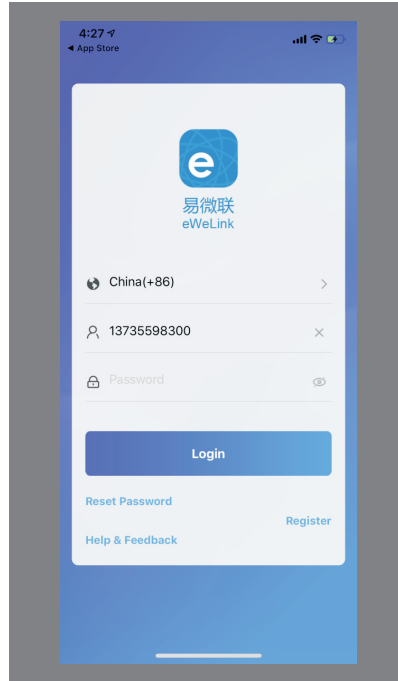 4:27
◀ App Store
e
易微联
eWeLink
China(+86)
13735598300
Password
Login
Reset Password
Register
Help & Feedback